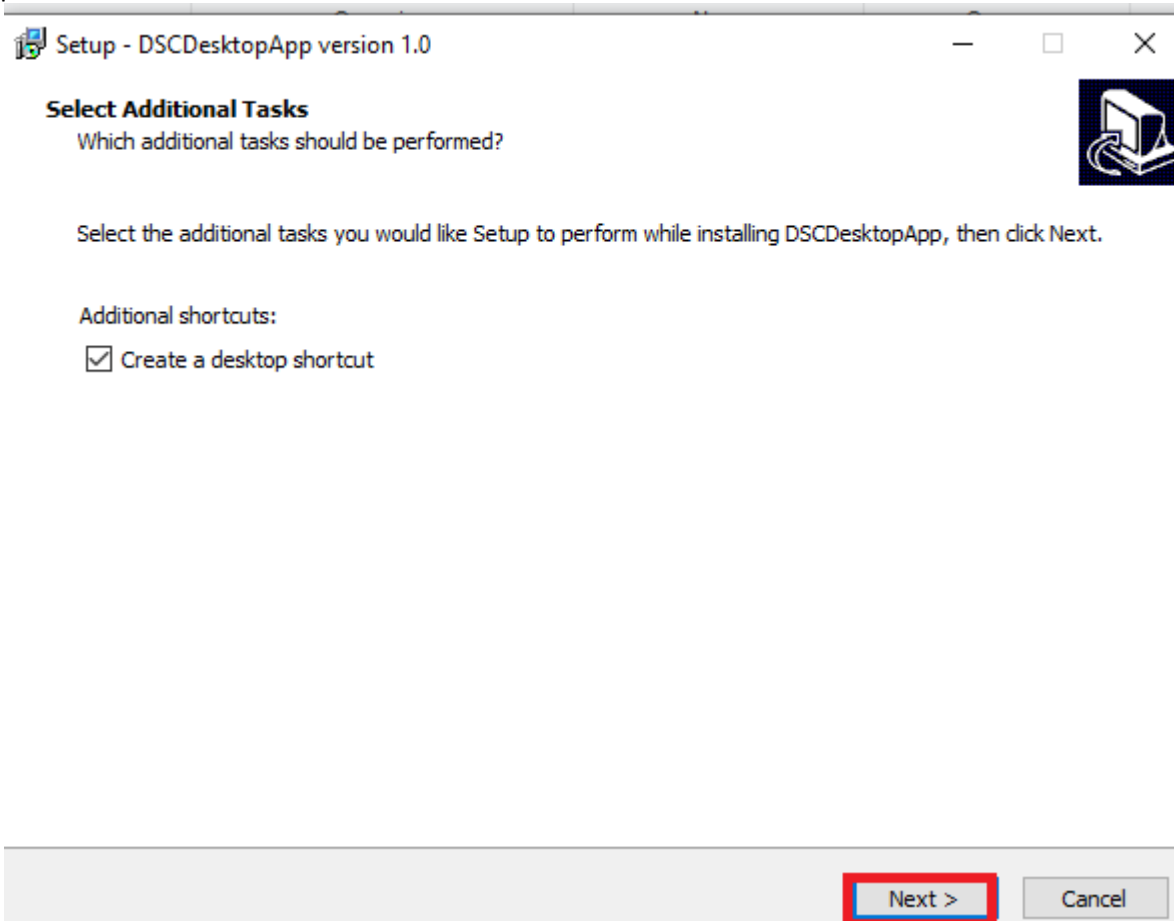 Setup - DSCDesktopApp version 1.0
Select Additional Tasks
Which additional tasks should be performed?
Select the additional tasks you would like Setup to perform while installing DSCDesktopApp, then click Next.
Additional shortcuts:
Create a desktop shortcut
Next >
Cancel